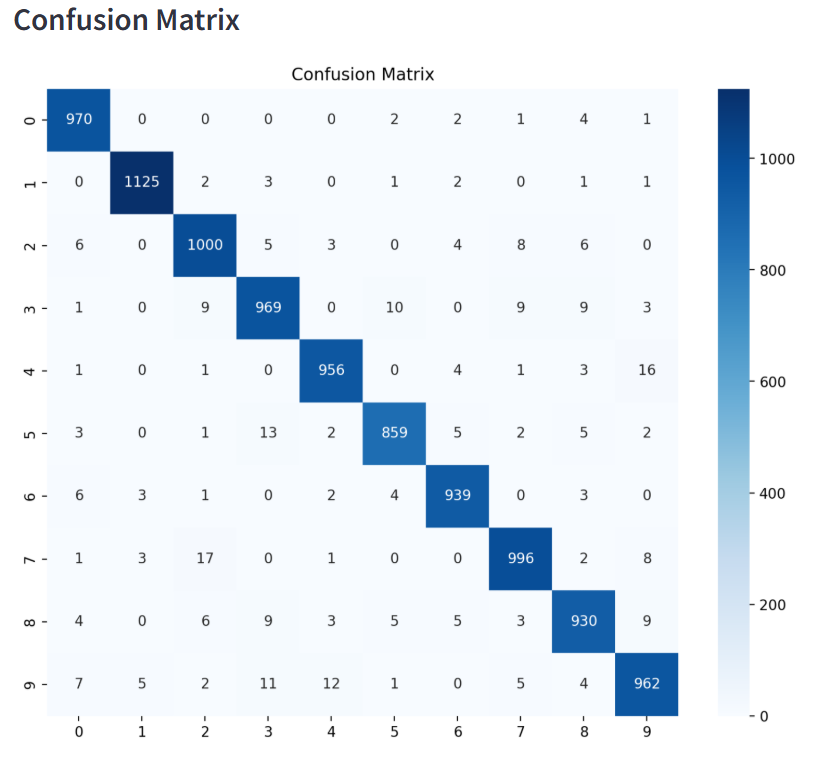 Confusion Matrix
Confusion Matrix
0 970 0 0 0 0 2 2 1 4 1
1 0 1125 2 3 0 1 2 0 1 1 1000
2 6 0 1000 5 3 0 4 8 6 0 800
3 1 0 9 969 0 10 0 9 9 3
4 1 0 1 0 956 0 4 1 3 16 600
5 3 0 1 13 2 859 5 2 5 2
6 6 3 1 0 2 4 939 0 3 0 400
7 1 3 17 0 1 0 0 996 2 8
8 4 0 6 9 3 5 5 3 930 9 200
9 7 5 2 11 12 1 0 5 4 962
0
0 1 2 3 4 5 6 7 8 9